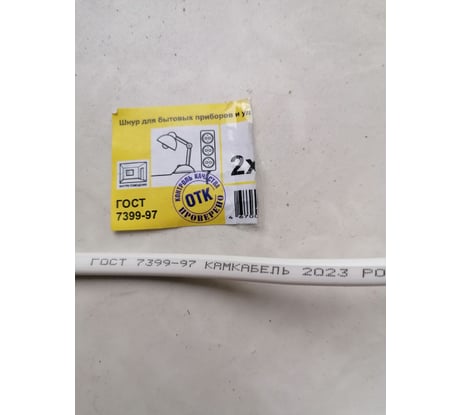 Шнур для бытовых приборов и уд
2х
КОНТРОЛЬ КАЧЕСТВА
ОТК
ПРОВЕРЕНО
ГОСТ
7399-97
ГОСТ 7399-97 КАМКАБЕЛЬ 2023 РО